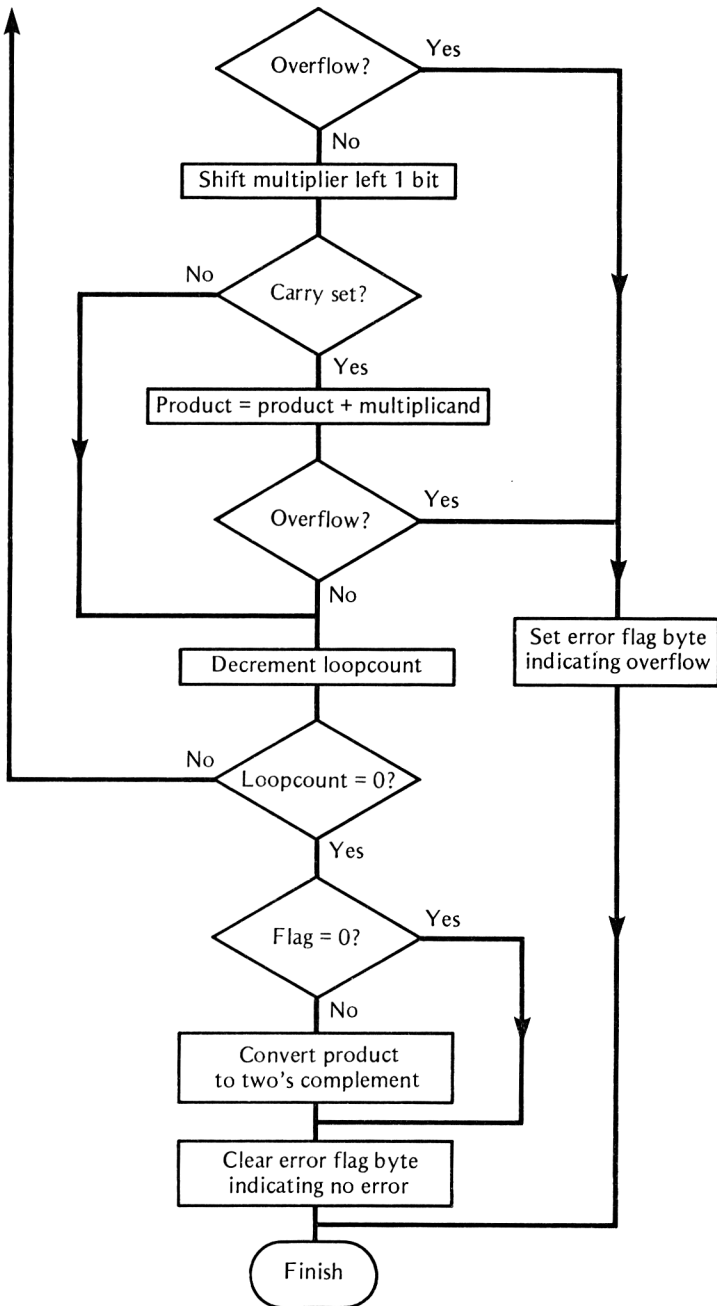 Overflow?
Yes
No
Shift multiplier left 1 bit
No
Carry set?
Yes
Product = product + multiplicand
Overflow?
Yes
No
Decrement loopcount
Set error flag byte
indicating overflow
No
Loopcount = 0?
Yes
Flag = 0?
Yes
No
Convert product
to two's complement
Clear error flag byte
indicating no error
Finish